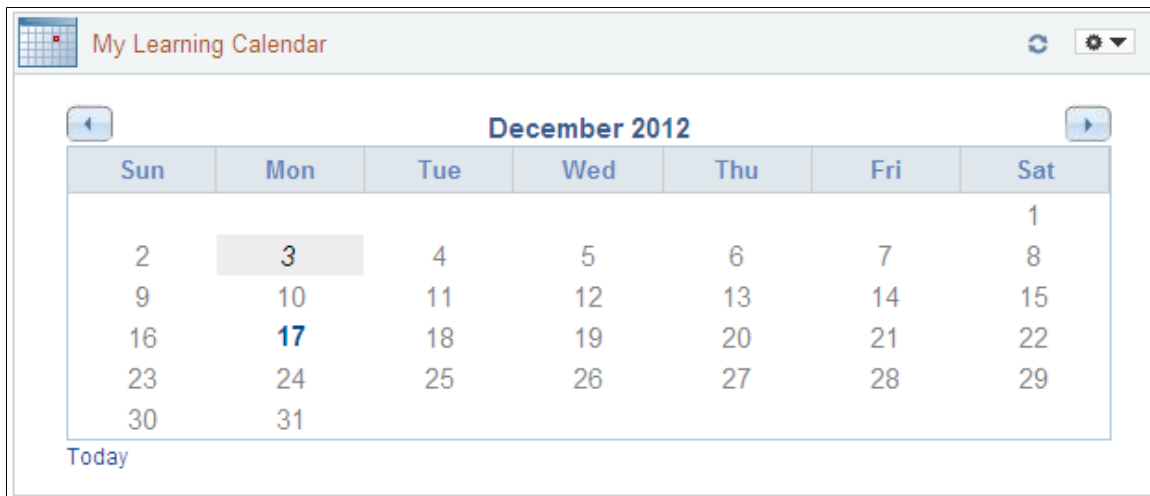 My Learning Calendar
December 2012
Sun Mon Tue Wed Thu Fri Sat
1
2 3 4 5 6 7 8
9 10 11 12 13 14 15
16 17 18 19 20 21 22
23 24 25 26 27 28 29
30 31
Today